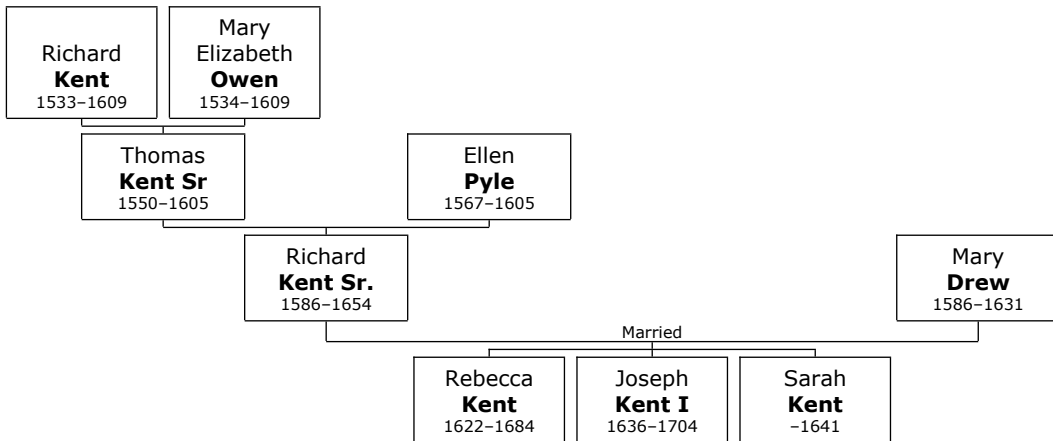 Richard
Kent
1533–1609
Mary
Elizabeth
Owen
1534–1609
Thomas
Kent Sr
1550–1605
Ellen
Pyle
1567–1605
Richard
Kent Sr.
1586–1654
Mary
Drew
1586–1631
Married
Rebecca
Kent
1622–1684
Joseph
Kent I
1636–1704
Sarah
Kent
–1641